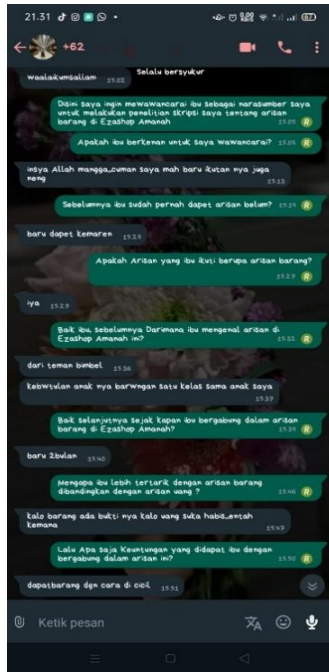 21.31
+62
Selalu bersyukur
waalaikumsallam 15.02
Disini saya ingin mewawancarai ibu sebagai narasumber saya
untuk melakukan penelitian skripsi saya tentang arisan
barang di Ezashop Amanah 15.05
Apakah ibu berkenan untuk saya wawancarai? 15.05
insya Allah mangga,cuman saya mah baru ikutan nya juga
neng 15.13
Sebelumnya ibu sudah pernah dapet arisan belum?
baru dapet kemaren
Apakah Arisan yang ibu ikuti berupa arisan barang?
15.27
iya 15.29
Baik ibu, sebelumnya Darimana ibu mengenal arisan di
Ezashop Amanah ini? 15.32
dari teman bimbel 15.36
kebwtulan anak nya barwngan satu kelas sama anak saya
15.37
Baik selanjutnya sejak kapan ibu bergabung dalam arisan
barang di Ezashop Amanah? 15.39
baru 2bulan 15.40
Mengapa ibu lebih tertarik dengan arisan barang
dibandingkan dengan arisan uang ? 15.46
kalo barang ada bukti nya kalo uang suka habis,entah
kemana 15.47
Lalu Apa saja Keuntungan yang didapat ibu dengan
bergabung dalam arisan ini? 15.50
dapatbarang dgn cara di cicil 15.51
Ketik pesan